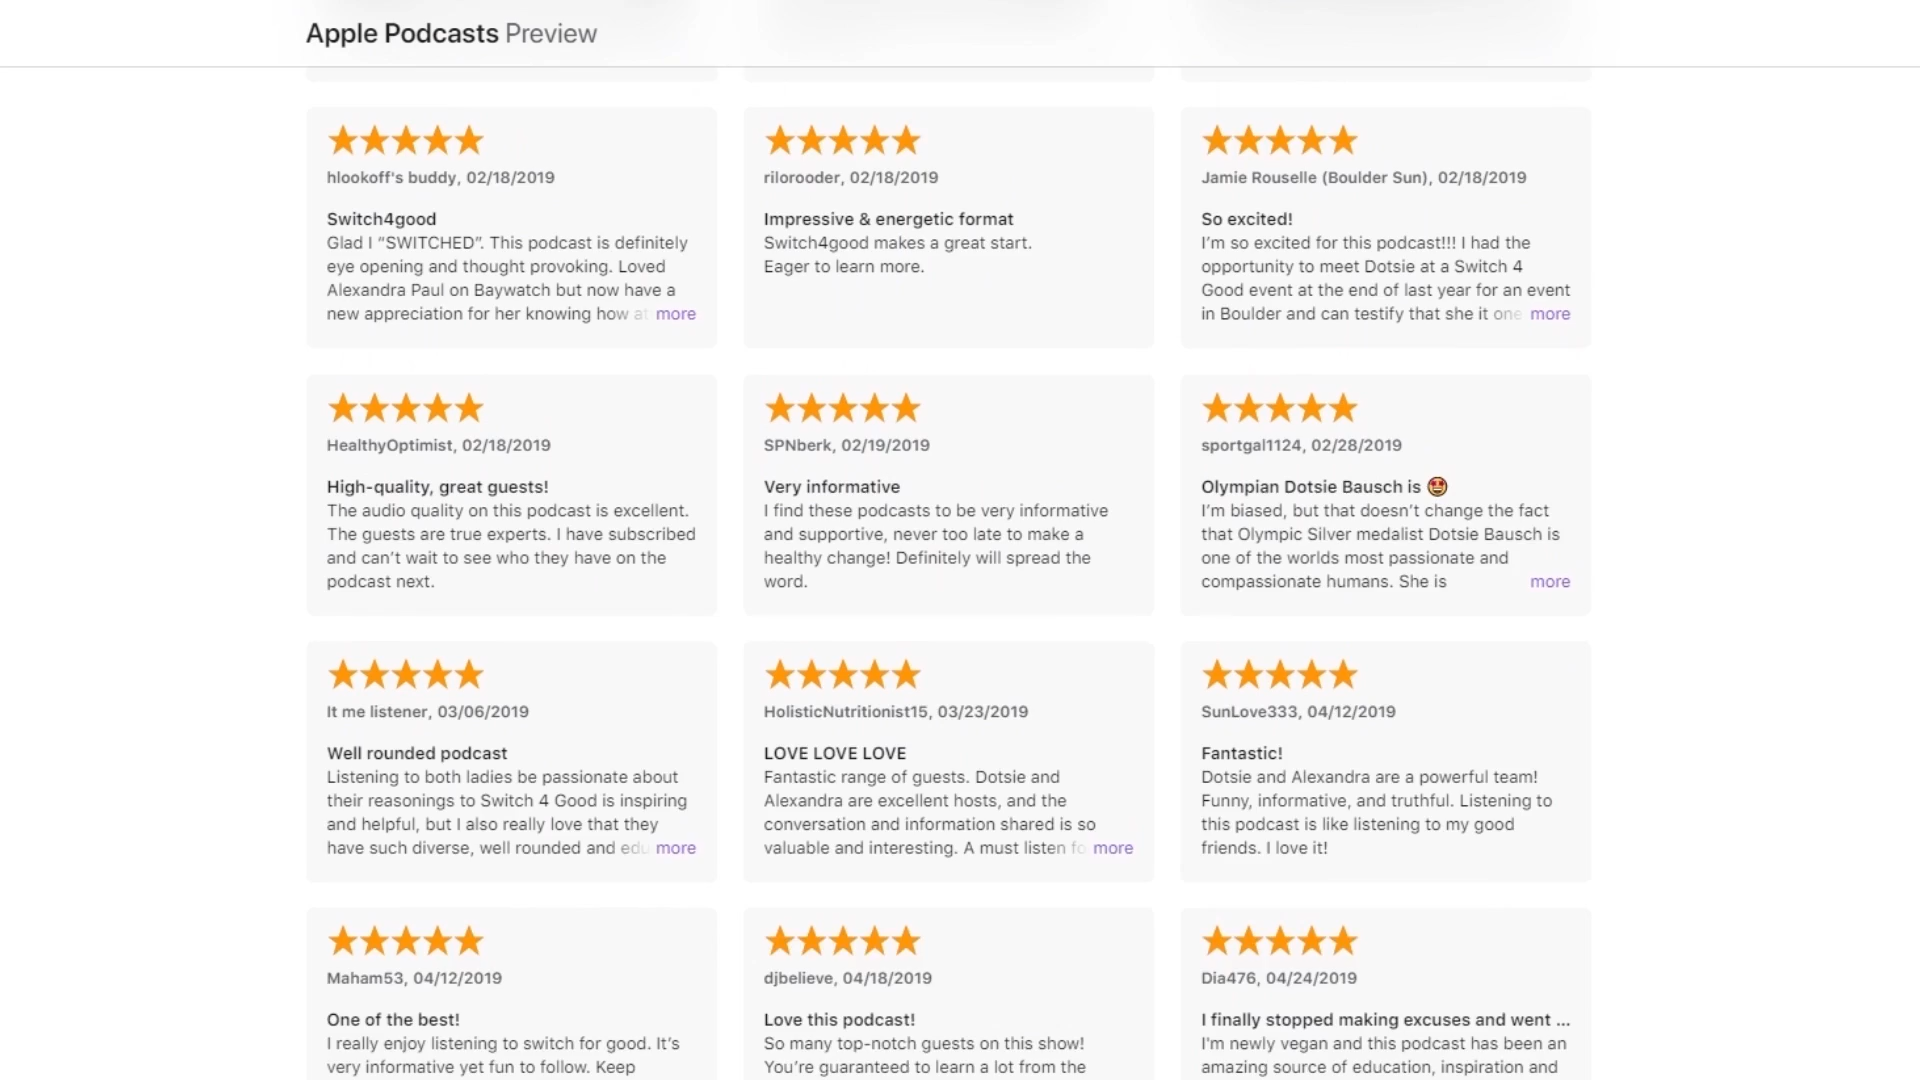 Apple Podcasts Preview
hlookoff's buddy, 02/18/2019
Switch4good
Glad I “SWITCHED”. This podcast is definitely
eye opening and thought provoking. Loved
Alexandra Paul on Baywatch but now have a
new appreciation for her knowing how at more
rilorooder, 02/18/2019
Impressive & energetic format
Switch4good makes a great start.
Eager to learn more.
Jamie Rouselle (Boulder Sun), 02/18/2019
So excited!
I’m so excited for this podcast!!! I had the
opportunity to meet Dotsie at a Switch 4
Good event at the end of last year for an event
in Boulder and can testify that she it one more
HealthyOptimist, 02/18/2019
High-quality, great guests!
The audio quality on this podcast is excellent.
The guests are true experts. I have subscribed
and can’t wait to see who they have on the
podcast next.
SPNberk, 02/19/2019
Very informative
I find these podcasts to be very informative
and supportive, never too late to make a
healthy change! Definitely will spread the
word.
sportgal1124, 02/28/2019
Olympian Dotsie Bausch is 🤩
I’m biased, but that doesn’t change the fact
that Olympic Silver medalist Dotsie Bausch is
one of the worlds most passionate and
compassionate humans. She is more
It me listener, 03/06/2019
Well rounded podcast
Listening to both ladies be passionate about
their reasonings to Switch 4 Good is inspiring
and helpful, but I also really love that they
have such diverse, well rounded and edu more
HolisticNutritionist15, 03/23/2019
LOVE LOVE LOVE
Fantastic range of guests. Dotsie and
Alexandra are excellent hosts, and the
conversation and information shared is so
valuable and interesting. A must listen fo more
SunLove333, 04/12/2019
Fantastic!
Dotsie and Alexandra are a powerful team!
Funny, informative, and truthful. Listening to
this podcast is like listening to my good
friends. I love it!
Maham53, 04/12/2019
One of the best!
I really enjoy listening to switch for good. It’s
very informative yet fun to follow. Keep
djbelieve, 04/18/2019
Love this podcast!
So many top-notch guests on this show!
You’re guaranteed to learn a lot from the
Dia476, 04/24/2019
I finally stopped making excuses and went ...
I'm newly vegan and this podcast has been an
amazing source of education, inspiration and